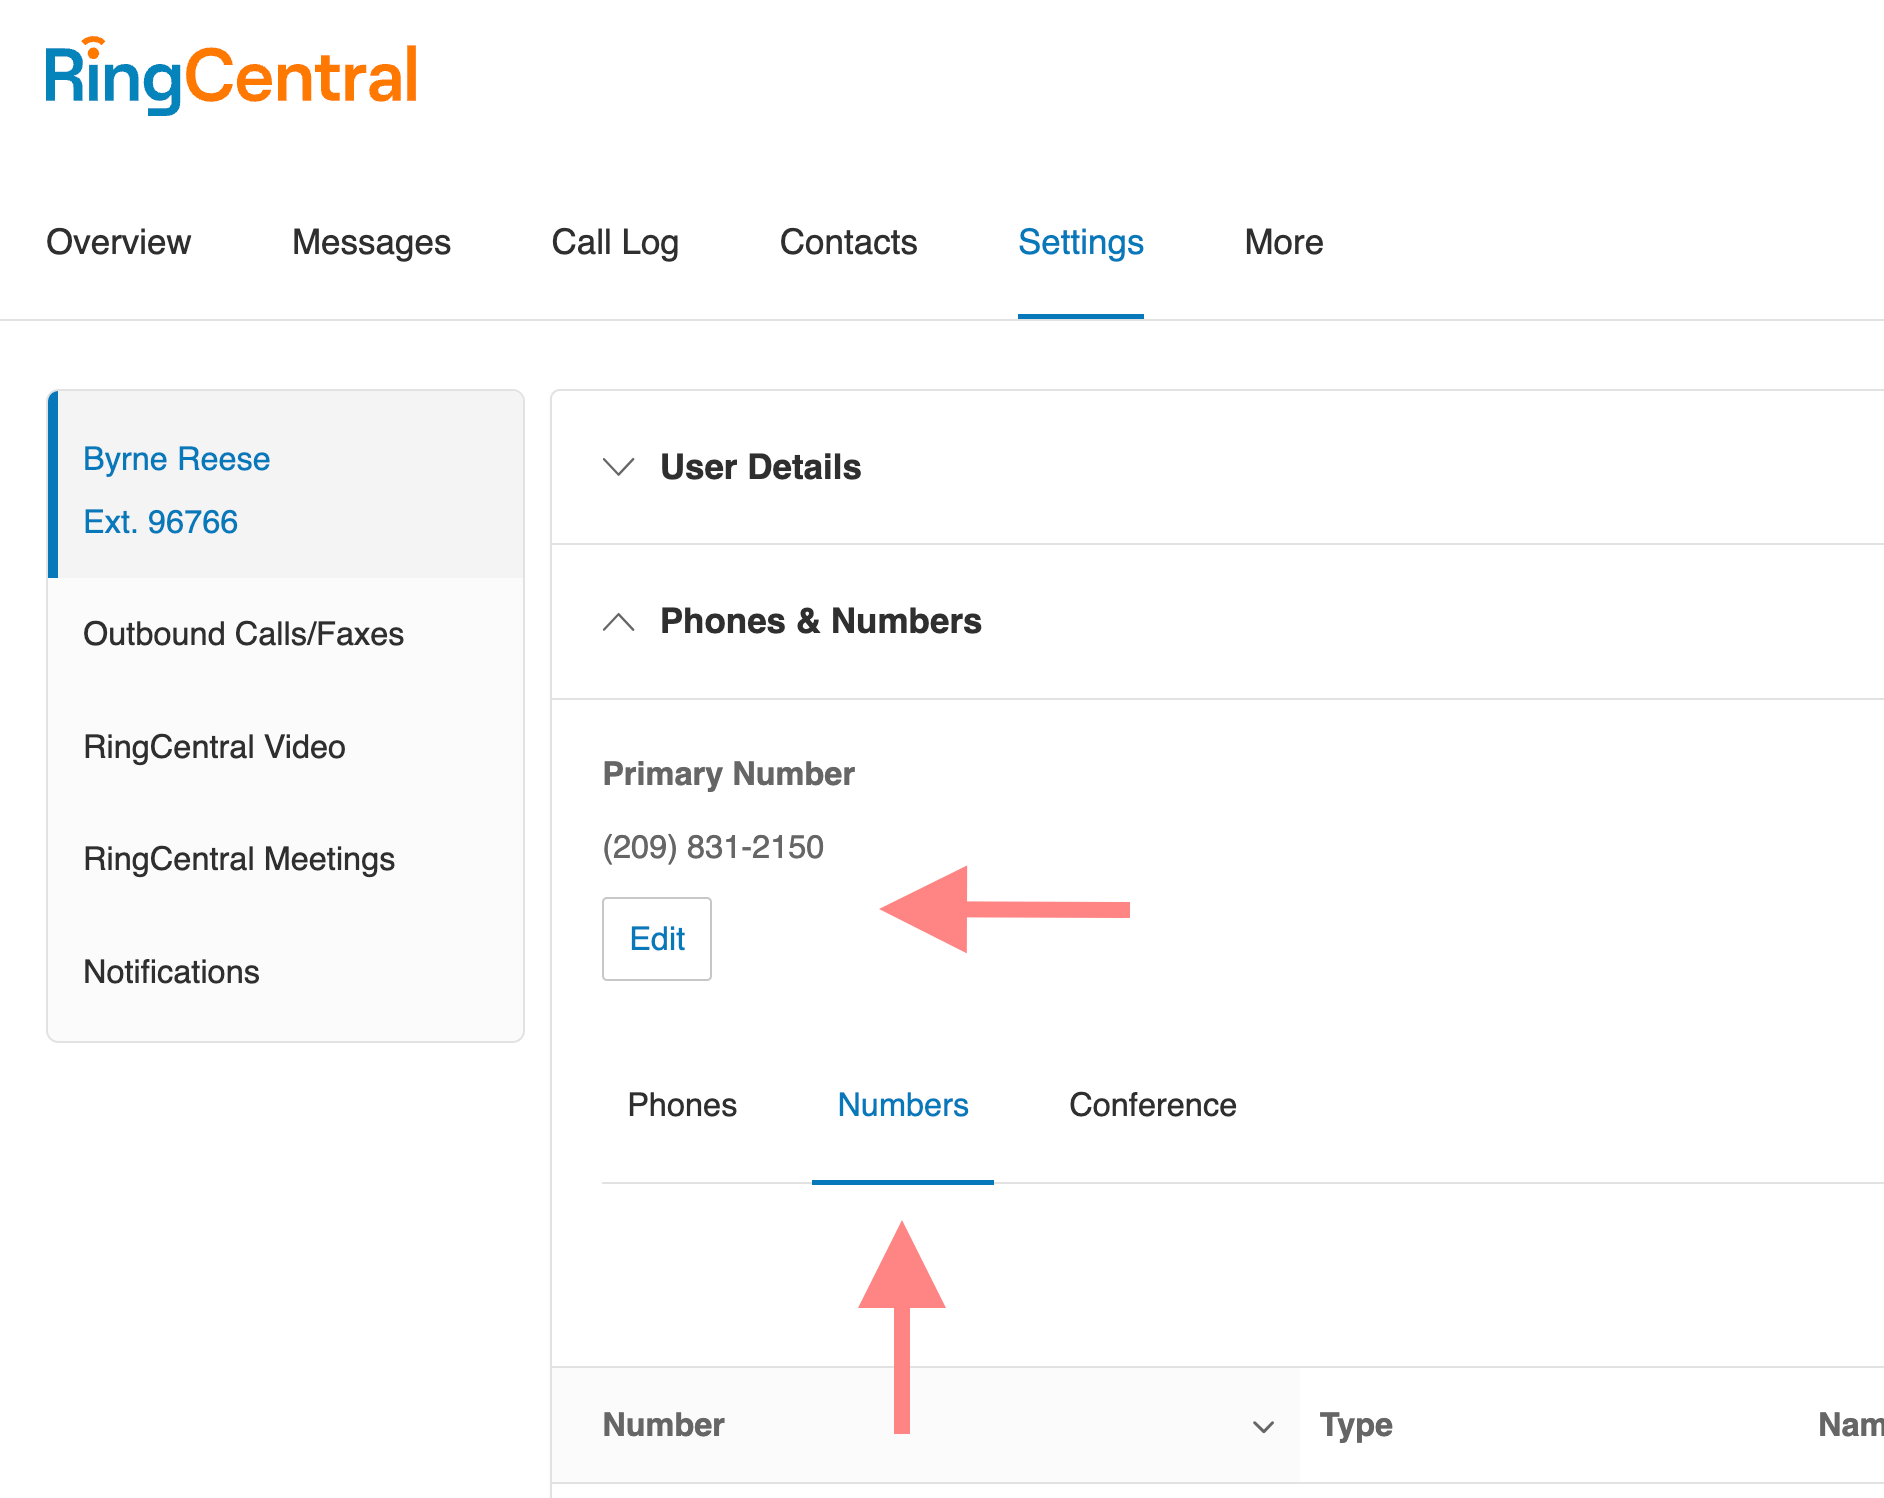 RingCentral
Overview Messages Call Log Contacts Settings More
Byrne Reese
Ext. 96766
Outbound Calls/Faxes
RingCentral Video
RingCentral Meetings
Notifications
User Details
Phones & Numbers
Primary Number
(209) 831-2150
Edit
Phones Numbers Conference
Number Type Nam